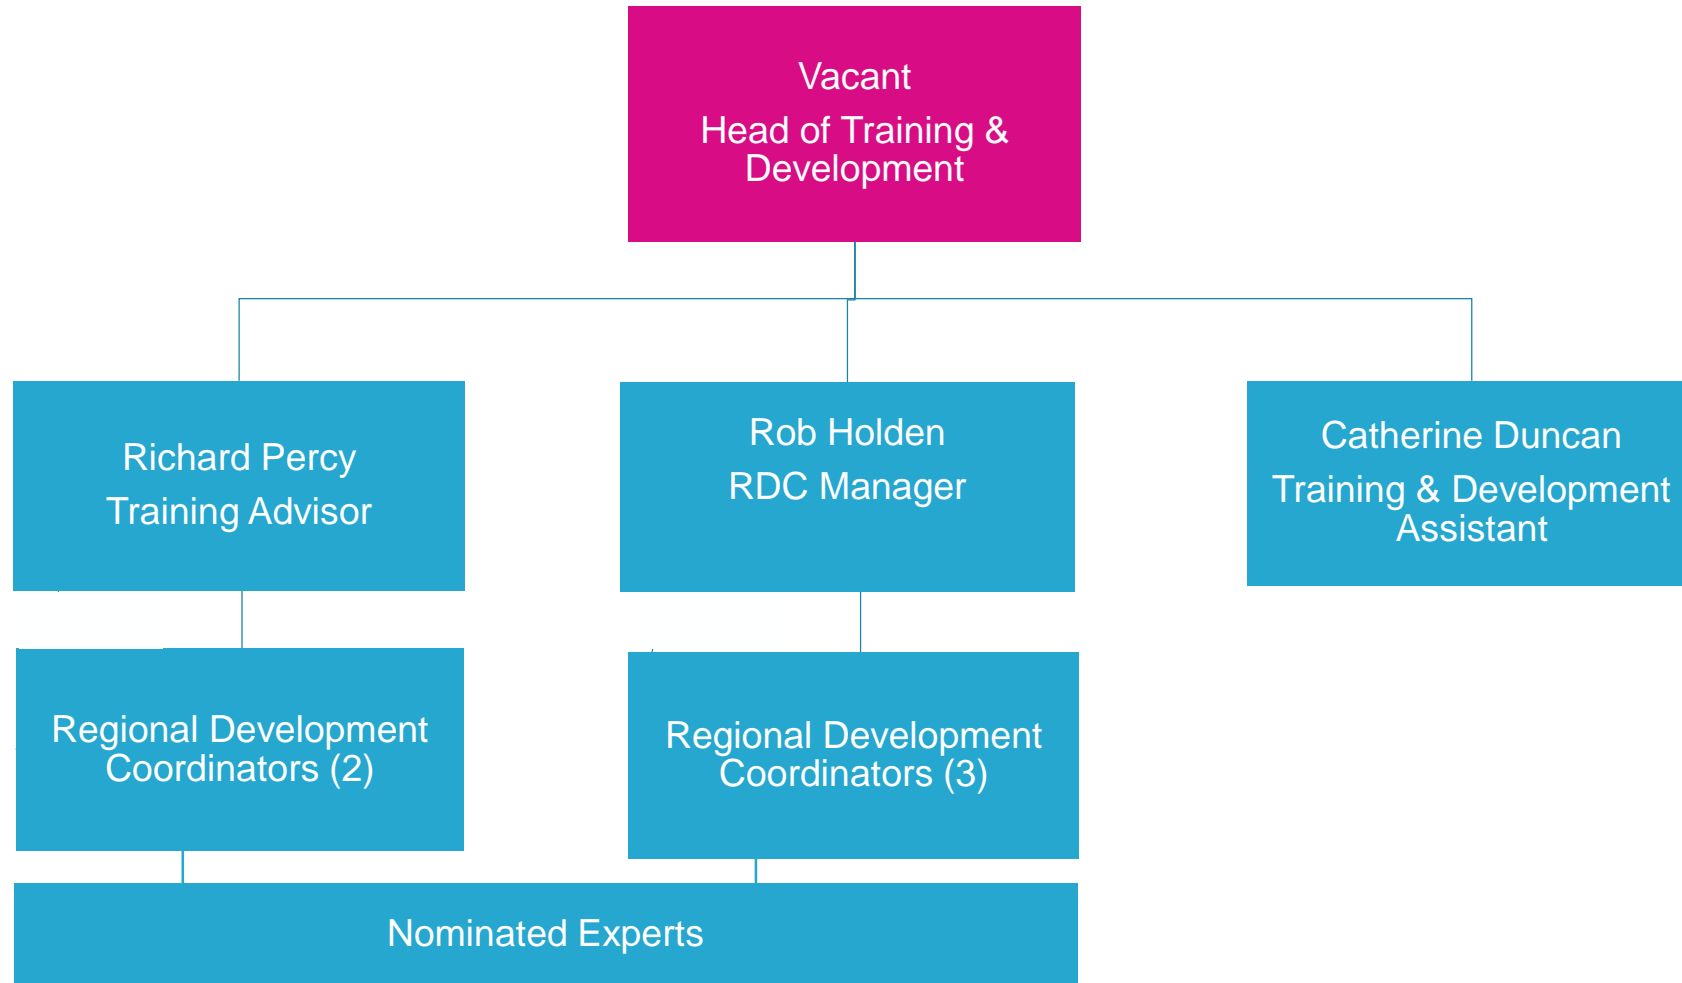 Vacant
Head of Training &
Development
Richard Percy
Training Advisor
Rob Holden
RDC Manager
Catherine Duncan
Training & Development
Assistant
Regional Development
Coordinators (2)
Regional Development
Coordinators (3)
Nominated Experts